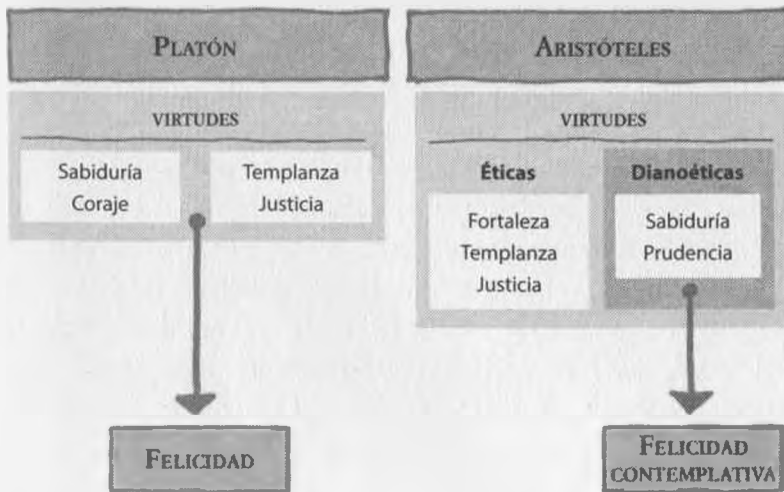 PLATÓN
VIRTUDES
Sabiduría
Coraje
Templanza
Justicia
FELICIDAD
ARISTÓTELES
VIRTUDES
Éticas
Fortaleza
Templanza
Justicia
Dianoéticas
Sabiduría
Prudencia
FELICIDAD
CONTEMPLATIVA